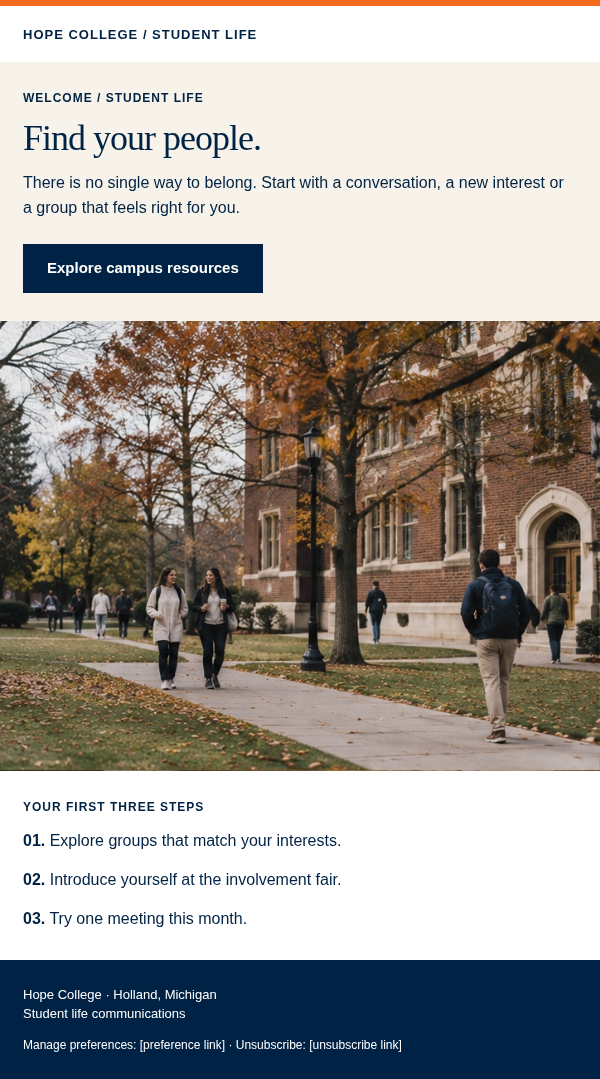 HOPE COLLEGE / STUDENT LIFE
WELCOME / STUDENT LIFE
Find your people.
There is no single way to belong. Start with a conversation, a new interest or
a group that feels right for you.
Explore campus resources
YOUR FIRST THREE STEPS
01. Explore groups that match your interests.
02. Introduce yourself at the involvement fair.
03. Try one meeting this month.
Hope College · Holland, Michigan
Student life communications
Manage preferences: [preference link] · Unsubscribe: [unsubscribe link]